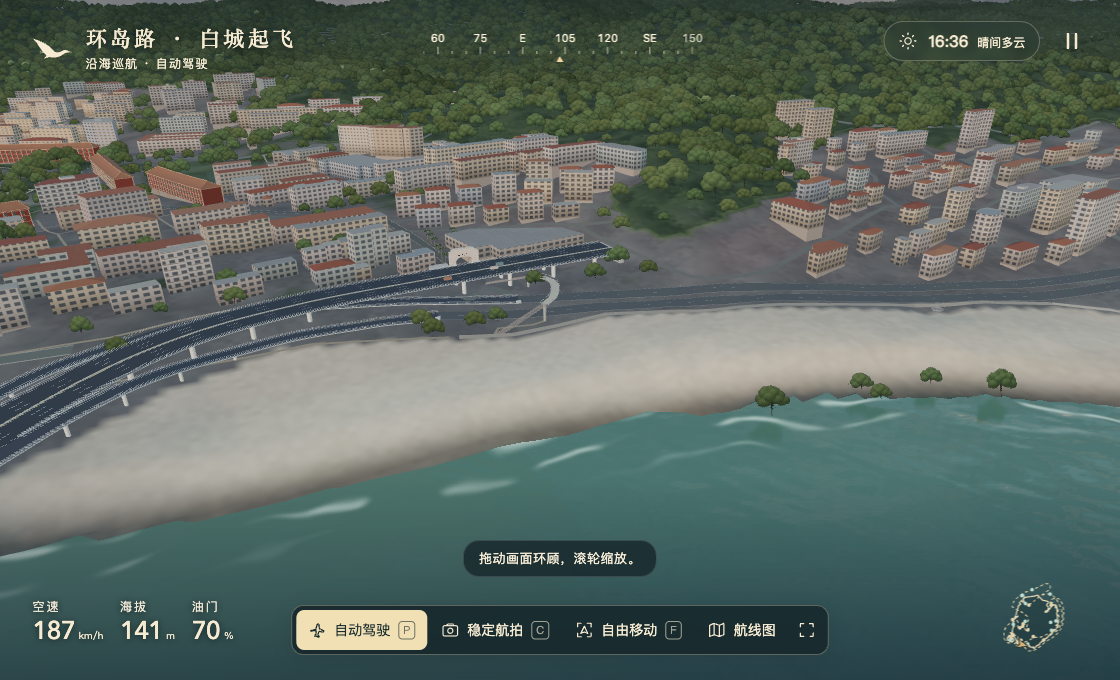 环岛路 · 白城起飞
沿海巡航 · 自动驾驶
60 75 E 105 120 SE 150
16:36 晴间多云
拖动画面环顾，滚轮缩放。
空速 海拔 油门
187 km/h 141 m 70 %
自动驾驶 P 稳定航拍 C 自由移动 F 航线图